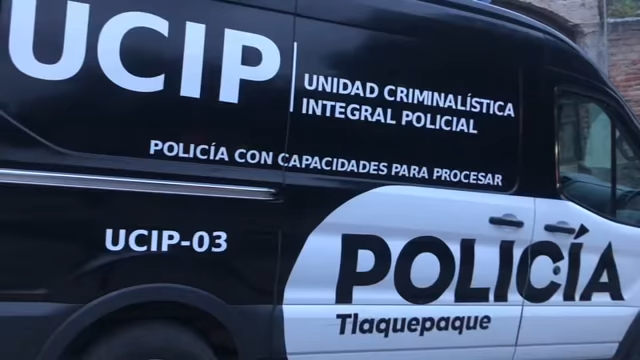 UCIP
UNIDAD CRIMINALÍSTICA
INTEGRAL POLICIAL
POLICÍA CON CAPACIDADES PARA PROCESAR
UCIP-03
POLICÍA
Tlaquepaque